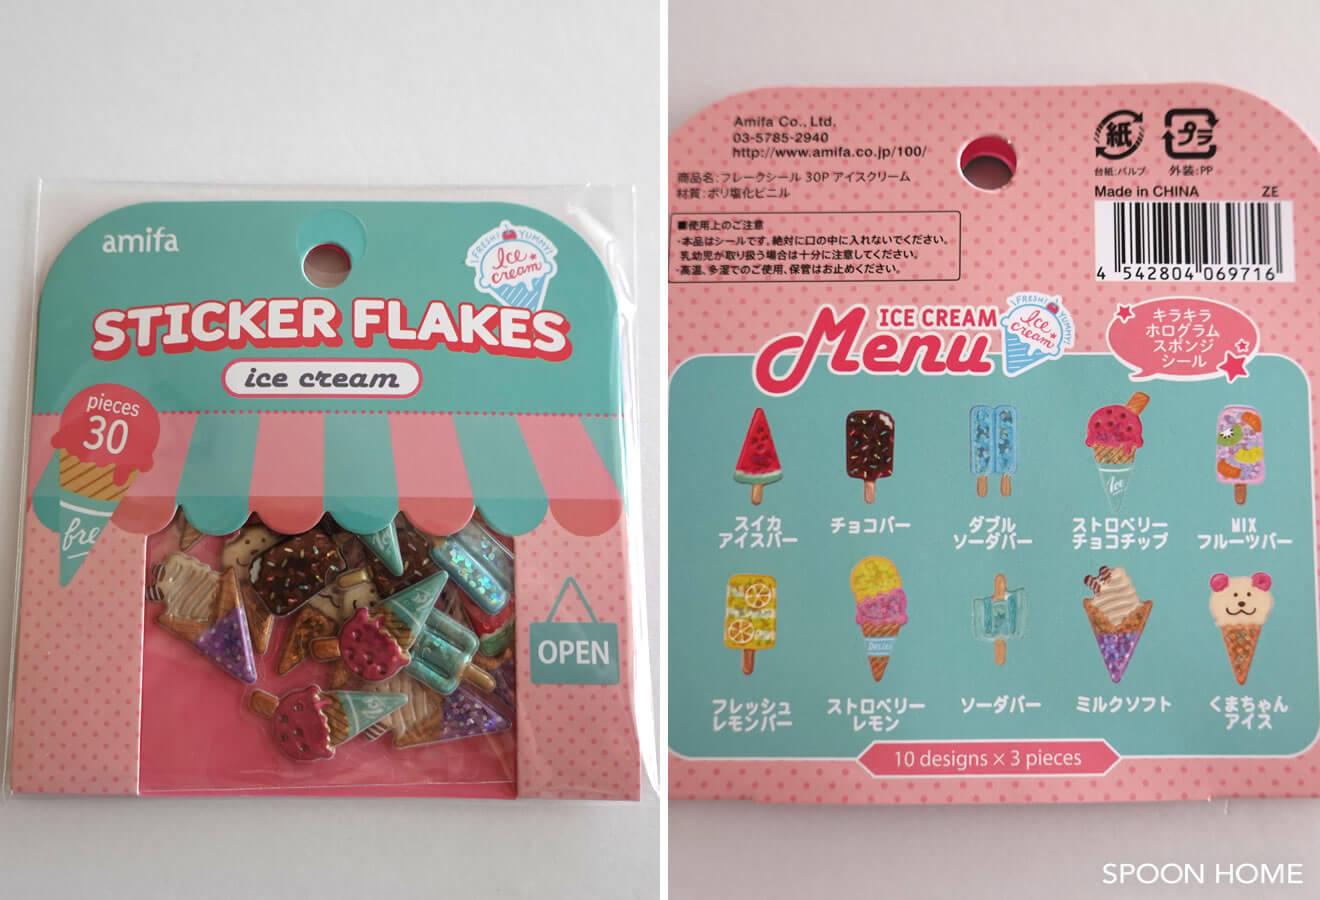 amifa
FRESH! YUMMY!
Ice
cream
STICKER FLAKES
ice cream
pieces
30
fre
OPEN
Amifa Co., Ltd.
03-5785-2940
http://www.amifa.co.jp/100/
商品名:フレークシール 30P アイスクリーム
材質:ポリ塩化ビニル
■使用上のご注意
・本品はシールです。絶対に口の中に入れないでください。
乳幼児が取り扱う場合は十分に注意してください。
・高温、多湿でのご使用、保管はお止めください。
紙
プラ
台紙:パルプ
外装:PP
Made in CHINA
ZE
4 542804 069716
ICE CREAM
Menu
FRESH! YUMMY!
Ice
cream
キラキラ
ホログラム
スポンジ
シール
スイカ
アイスバー
チョコバー
ダブル
ソーダバー
Ice
ストロベリー
チョコチップ
MIX
フルーツバー
フレッシュ
レモンバー
ストロベリー
レモン
ソーダバー
ミルクソフト
くまちゃん
アイス
10 designs × 3 pieces
SPOON HOME